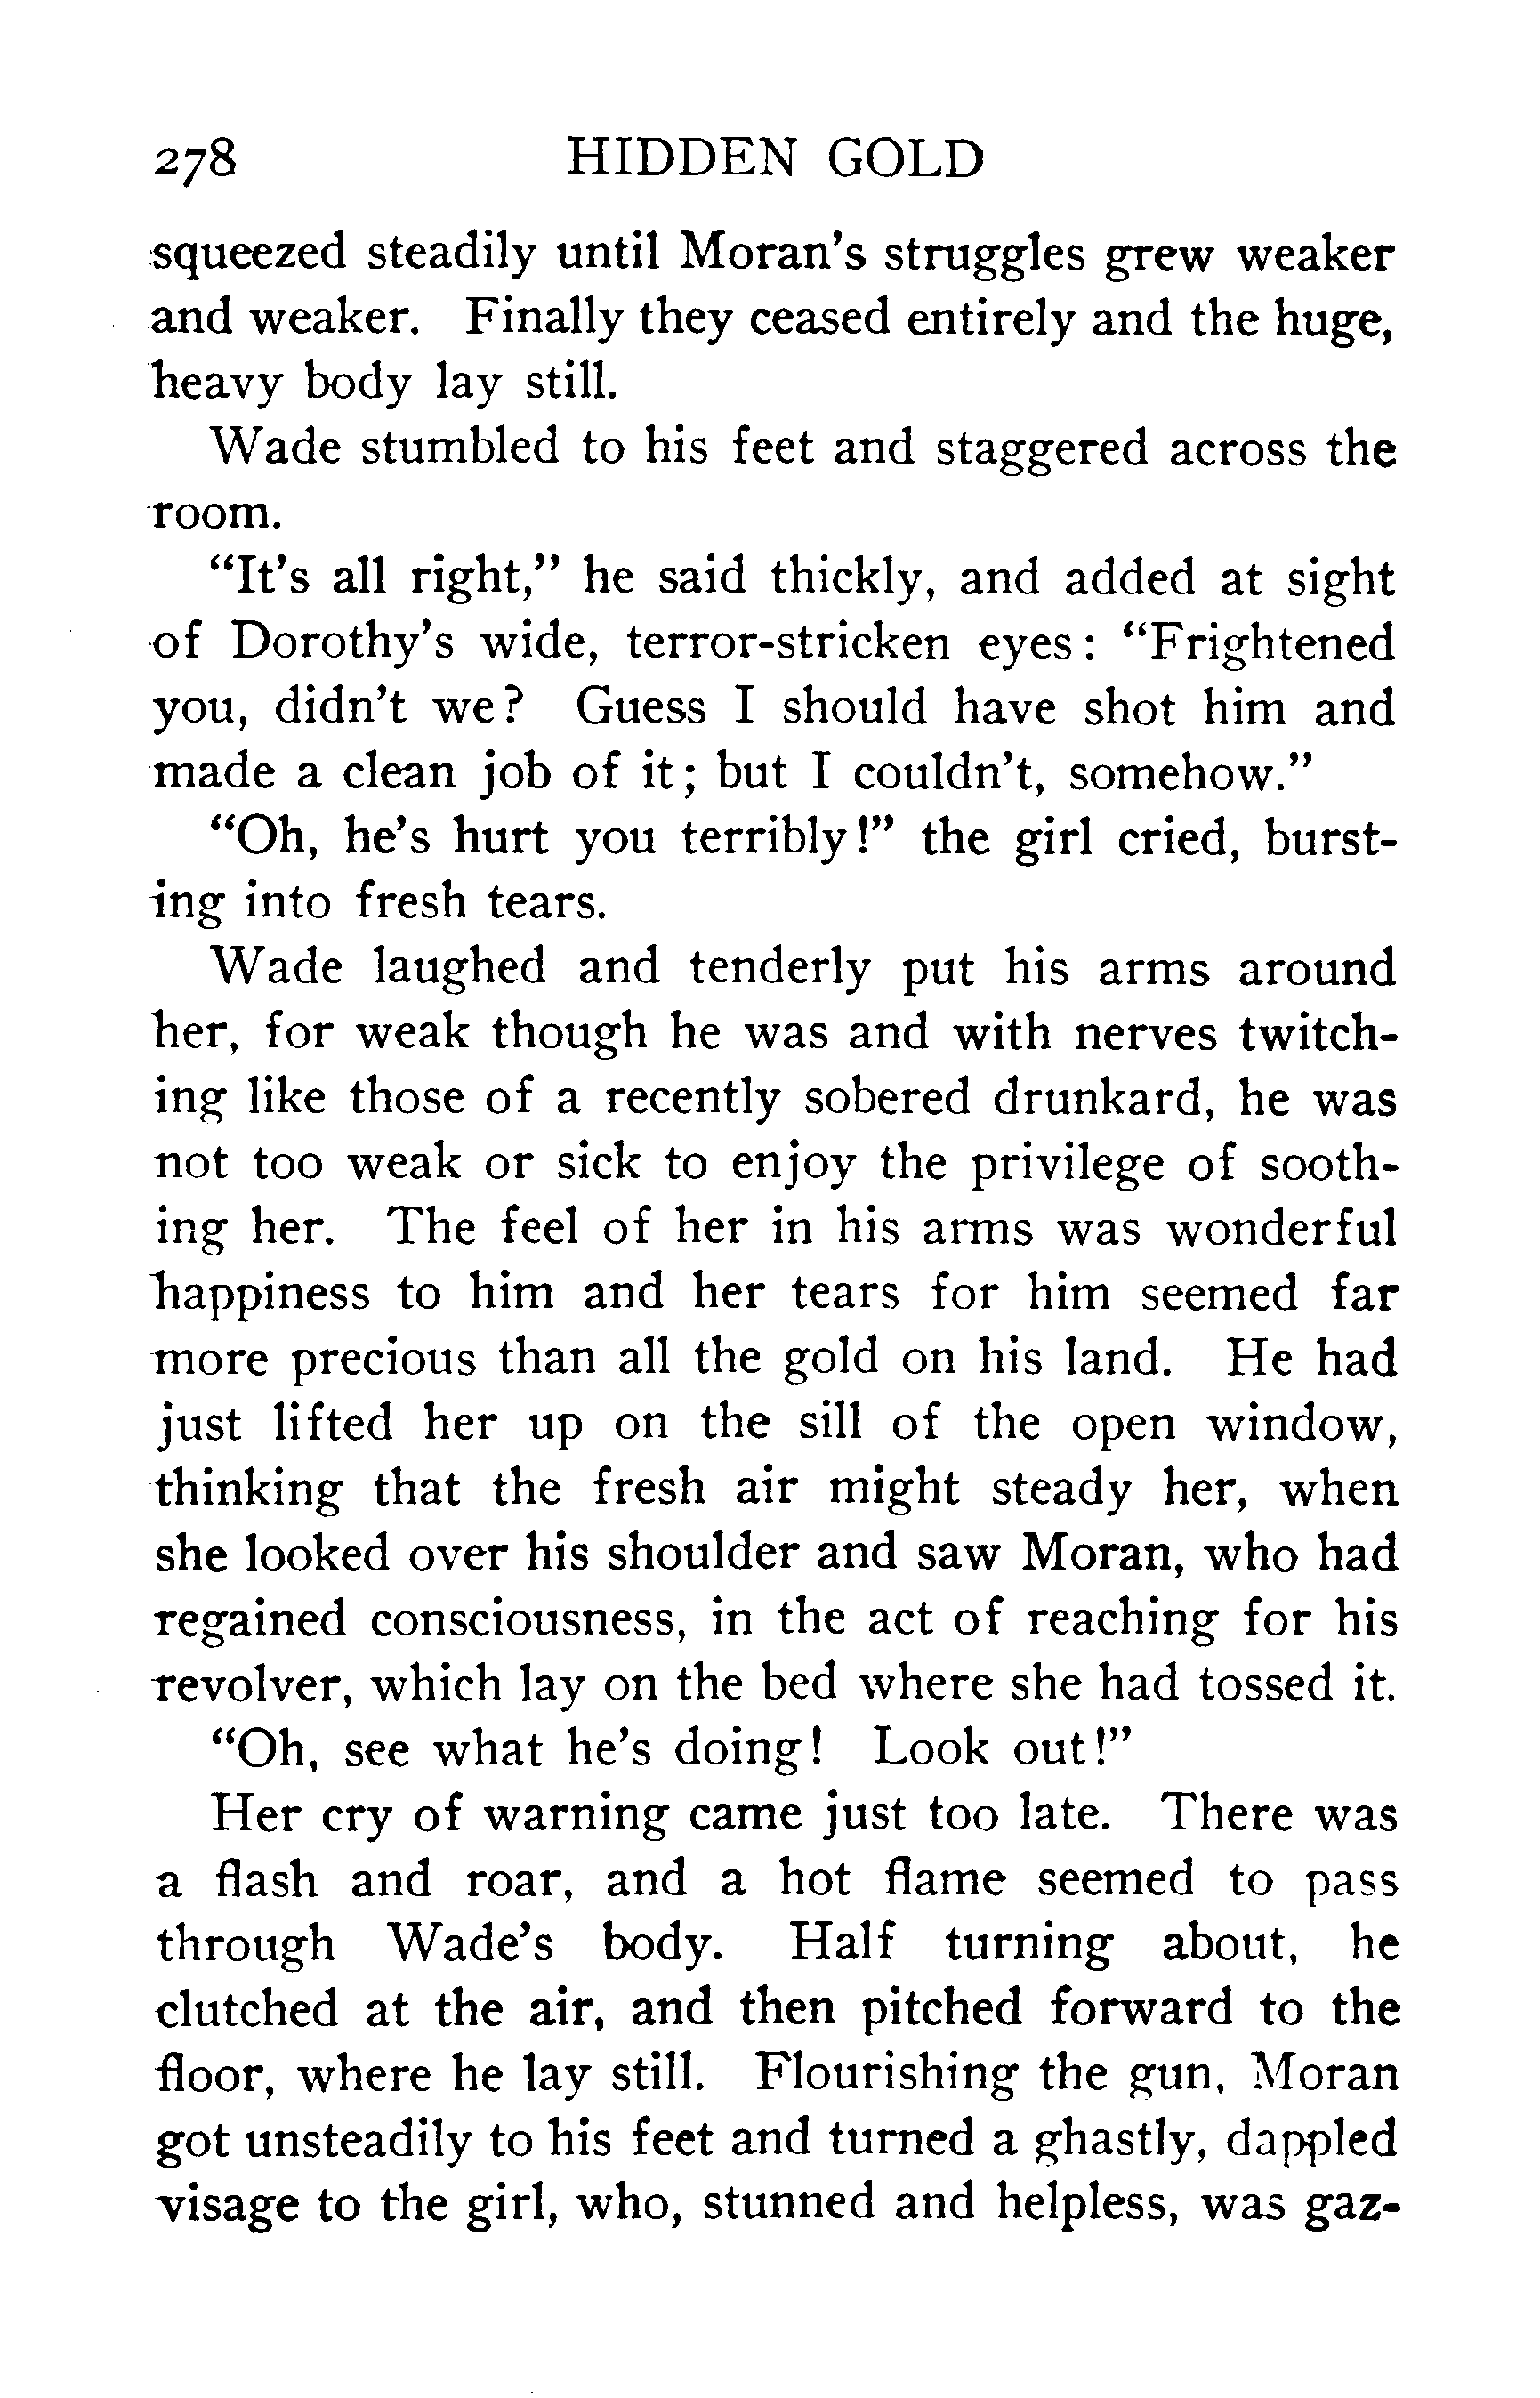 278 HIDDEN GOLD
squeezed steadily until Moran's struggles grew weaker
and weaker. Finally they ceased entirely and the huge,
heavy body lay still.
Wade stumbled to his feet and staggered across the
room.
"It's all right," he said thickly, and added at sight
of Dorothy's wide, terror-stricken eyes: "Frightened
you, didn't we? Guess I should have shot him and
made a clean job of it; but I couldn't, somehow."
"Oh, he's hurt you terribly!" the girl cried, burst-
ing into fresh tears.
Wade laughed and tenderly put his arms around
her, for weak though he was and with nerves twitch-
ing like those of a recently sobered drunkard, he was
not too weak or sick to enjoy the privilege of sooth-
ing her. The feel of her in his arms was wonderful
happiness to him and her tears for him seemed far
more precious than all the gold on his land. He had
just lifted her up on the sill of the open window,
thinking that the fresh air might steady her, when
she looked over his shoulder and saw Moran, who had
regained consciousness, in the act of reaching for his
revolver, which lay on the bed where she had tossed it.
"Oh, see what he's doing! Look out!"
Her cry of warning came just too late. There was
a flash and roar, and a hot flame seemed to pass
through Wade's body. Half turning about, he
clutched at the air, and then pitched forward to the
floor, where he lay still. Flourishing the gun, Moran
got unsteadily to his feet and turned a ghastly, dappled
visage to the girl, who, stunned and helpless, was gaz-